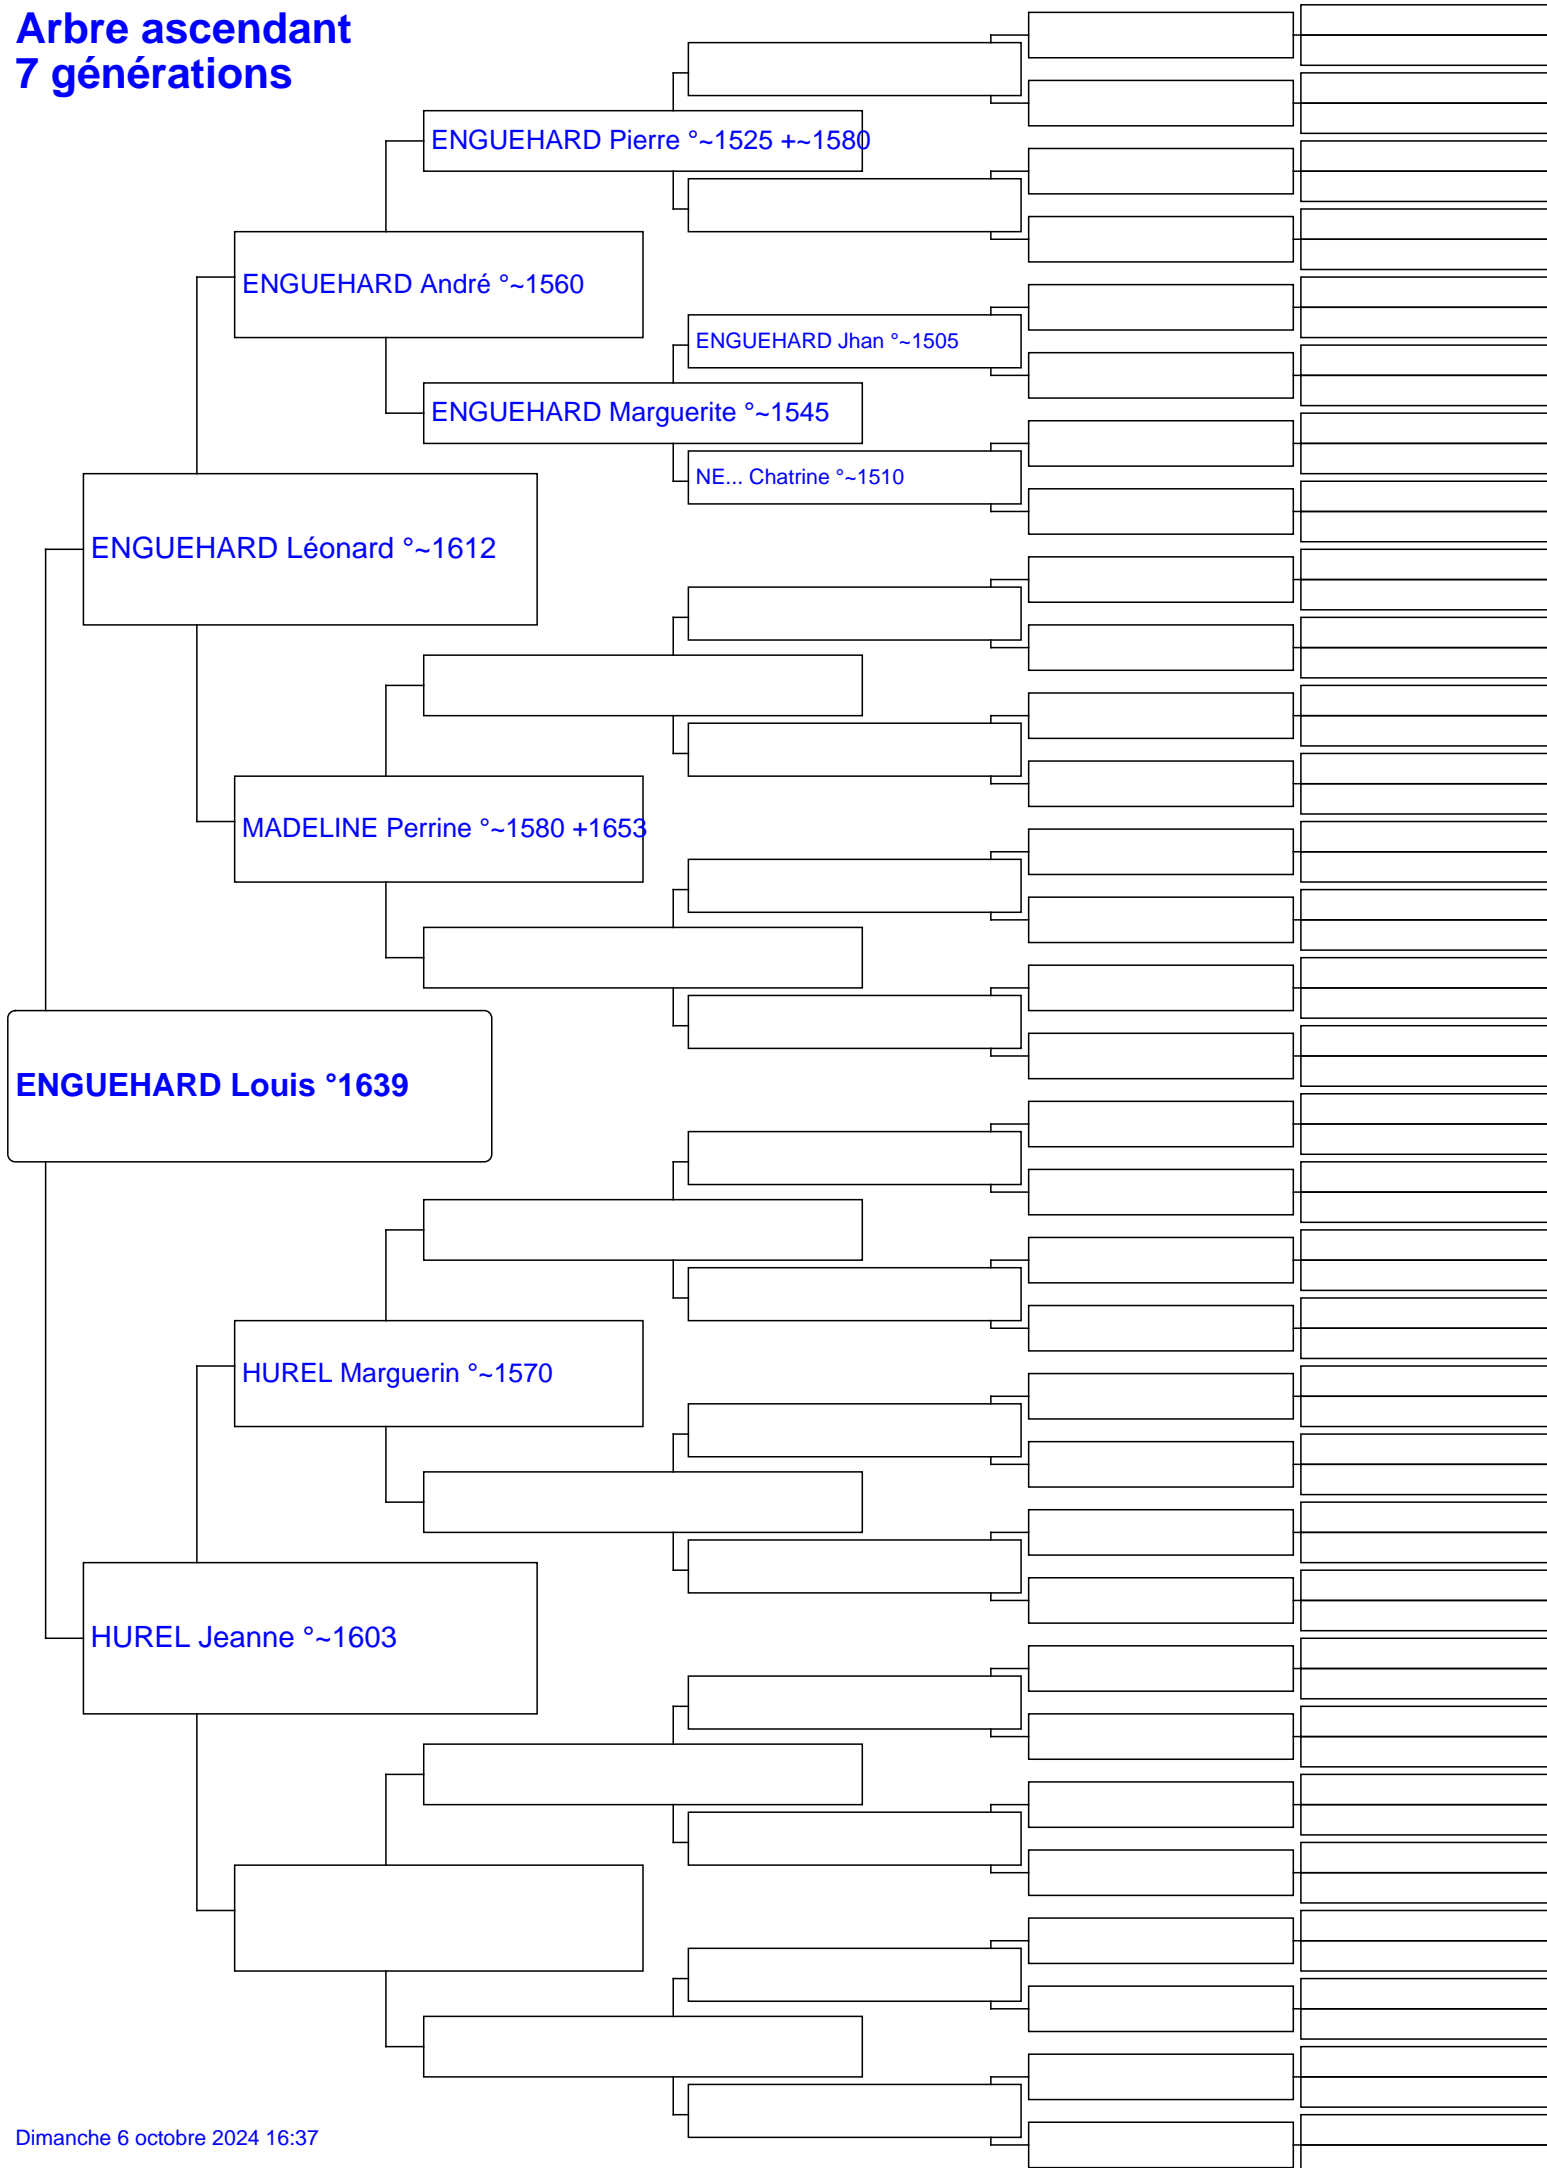 Arbre ascendant
7 générations
ENGUEHARD Pierre °~1525 +~1580
ENGUEHARD André °~1560
ENGUEHARD Jhan °~1505
ENGUEHARD Marguerite °~1545
NE... Chatrine °~1510
ENGUEHARD Léonard °~1612
MADELINE Perrine °~1580 +1653
ENGUEHARD Louis °1639
HUREL Marguerin °~1570
HUREL Jeanne °~1603
Dimanche 6 octobre 2024 16:37